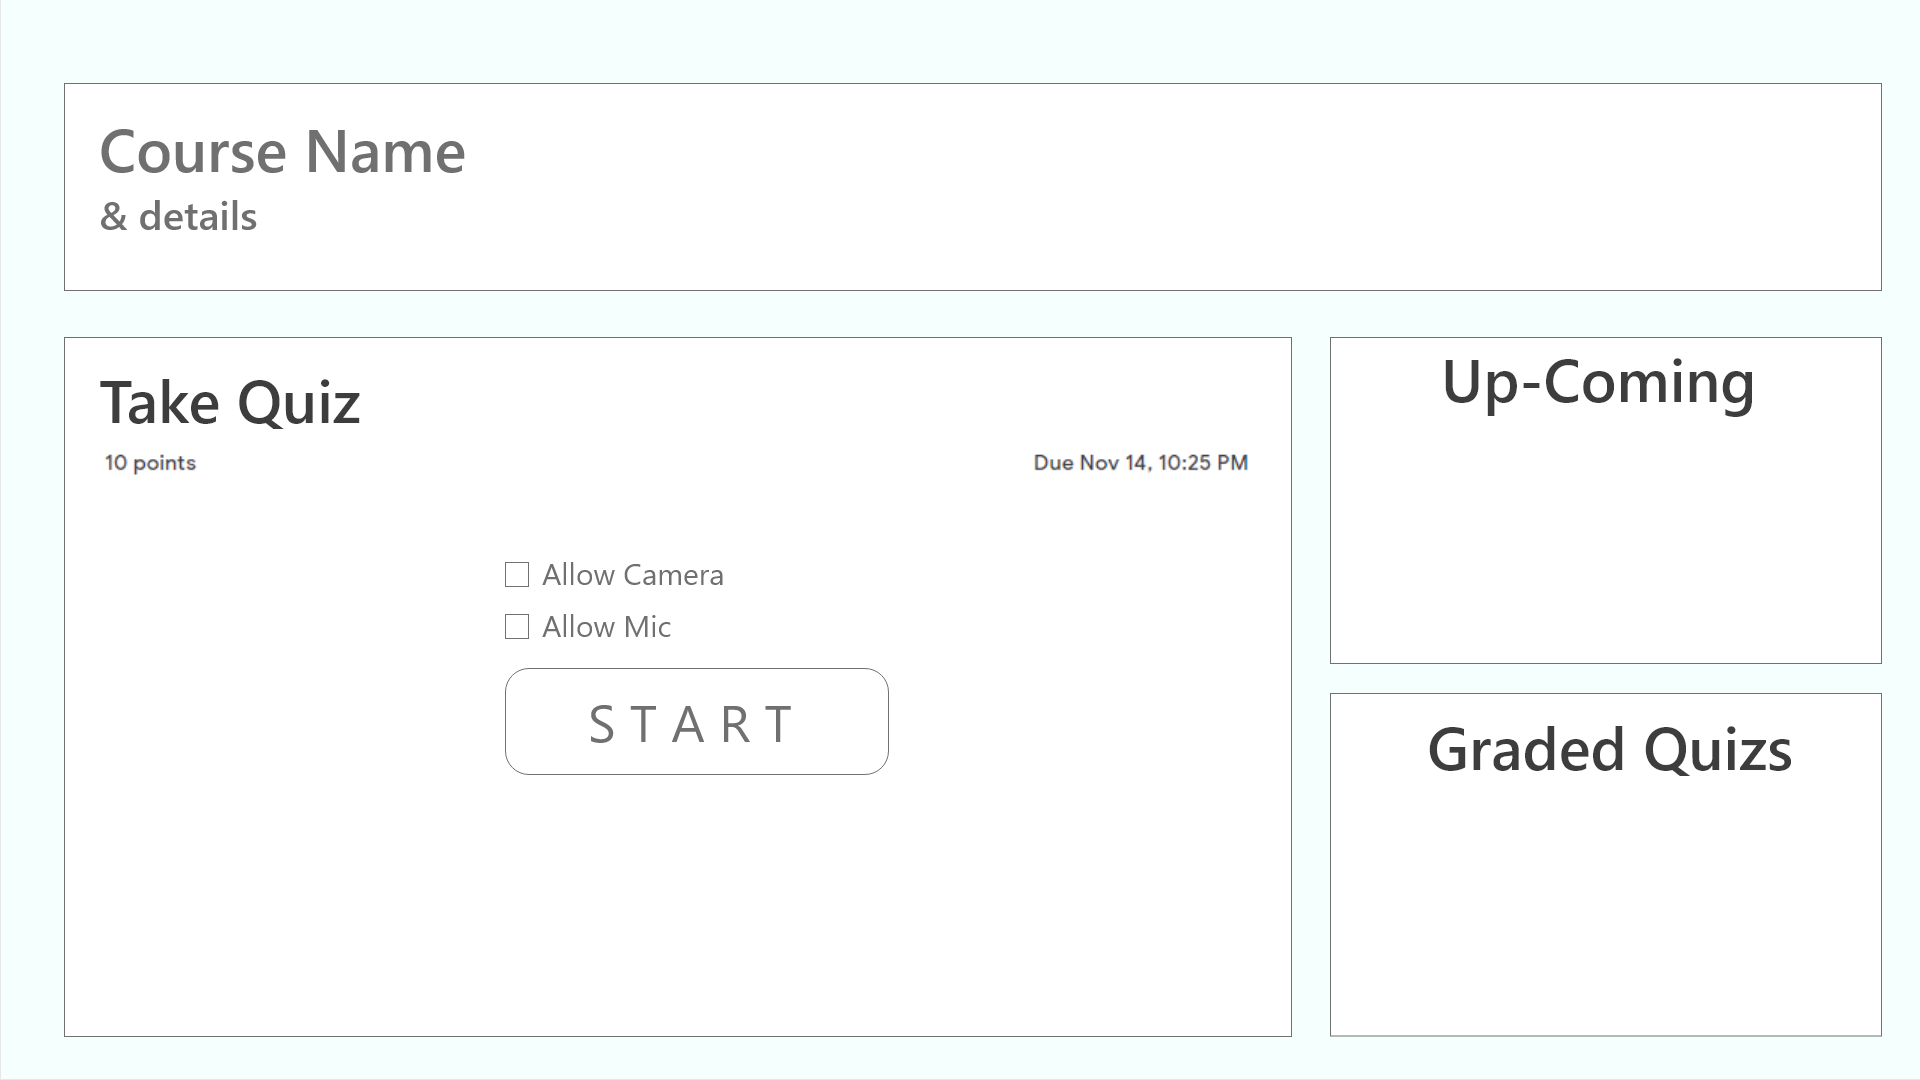 Course Name
& details
Take Quiz
10 points
Due Nov 14, 10:25 PM
Allow Camera
Allow Mic
START
Up-Coming
Graded Quizs